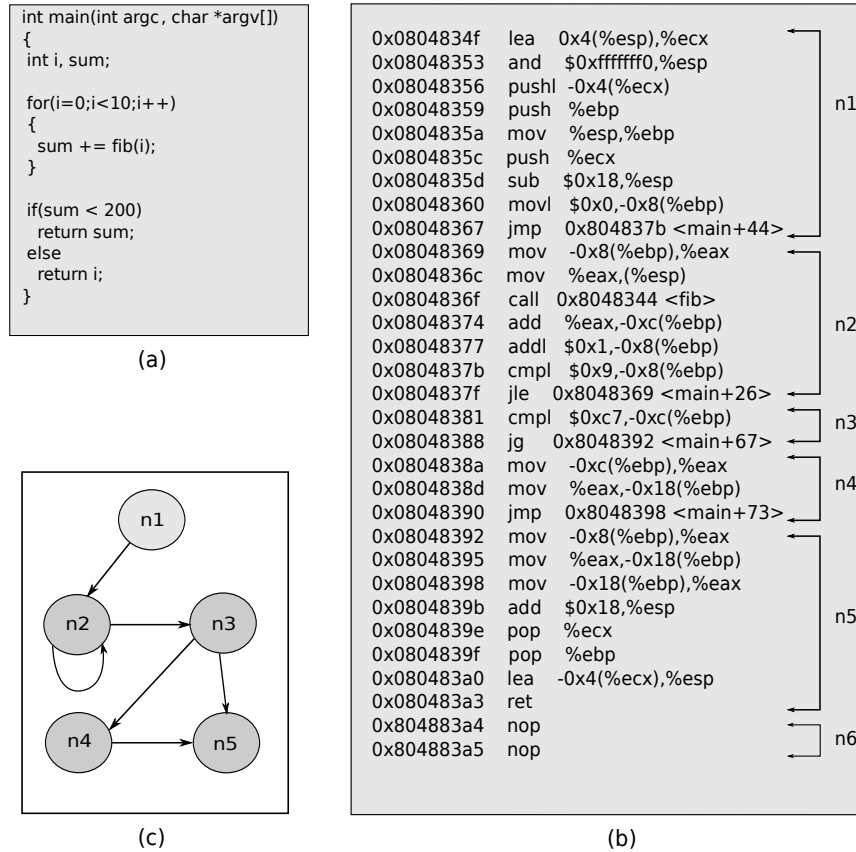 int main(int argc, char *argv[])
{
int i, sum;
for(i=0;i<10;i++)
{
sum += fib(i);
}
if(sum < 200)
return sum;
else
return i;
}
(a)
0x0804834f lea 0x4(%esp),%ecx
0x08048353 and $0xfffffff0,%esp
0x08048356 pushl -0x4(%ecx)
0x08048359 push %ebp
0x0804835a mov %esp,%ebp
0x0804835c push %ecx
0x0804835d sub $0x18,%esp
0x08048360 movl $0x0,-0x8(%ebp)
0x08048367 jmp 0x804837b <main+44>
n1
0x08048369 mov -0x8(%ebp),%eax
0x0804836c mov %eax,(%esp)
0x0804836f call 0x8048344 <fib>
0x08048374 add %eax,-0xc(%ebp)
0x08048377 addl $0x1,-0x8(%ebp)
0x0804837b cmpl $0x9,-0x8(%ebp)
0x0804837f jle 0x8048369 <main+26>
n2
0x08048381 cmpl $0xc7,-0xc(%ebp)
0x08048388 jg 0x8048392 <main+67>
n3
0x0804838a mov -0xc(%ebp),%eax
0x0804838d mov %eax,-0x18(%ebp)
0x08048390 jmp 0x8048398 <main+73>
n4
0x08048392 mov -0x8(%ebp),%eax
0x08048395 mov %eax,-0x18(%ebp)
0x08048398 mov -0x18(%ebp),%eax
0x0804839b add $0x18,%esp
0x0804839e pop %ecx
0x0804839f pop %ebp
0x080483a0 lea -0x4(%ecx),%esp
0x080483a3 ret
n5
0x804883a4 nop
0x804883a5 nop
n6
(b)
n1
n2
n3
n4
n5
(c)